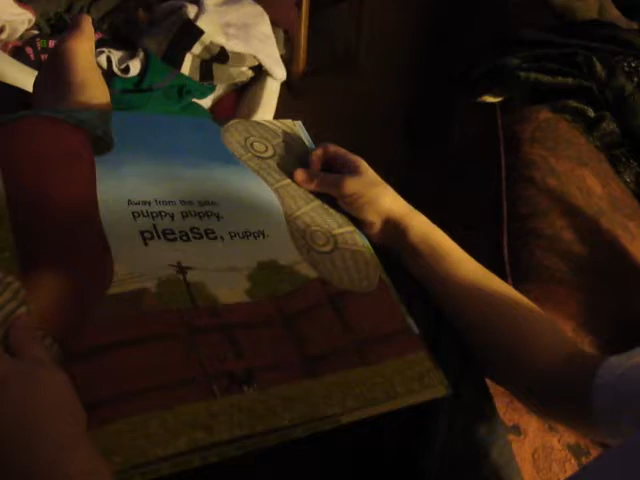 Away from the gate,
puppy puppy,
please, puppy.